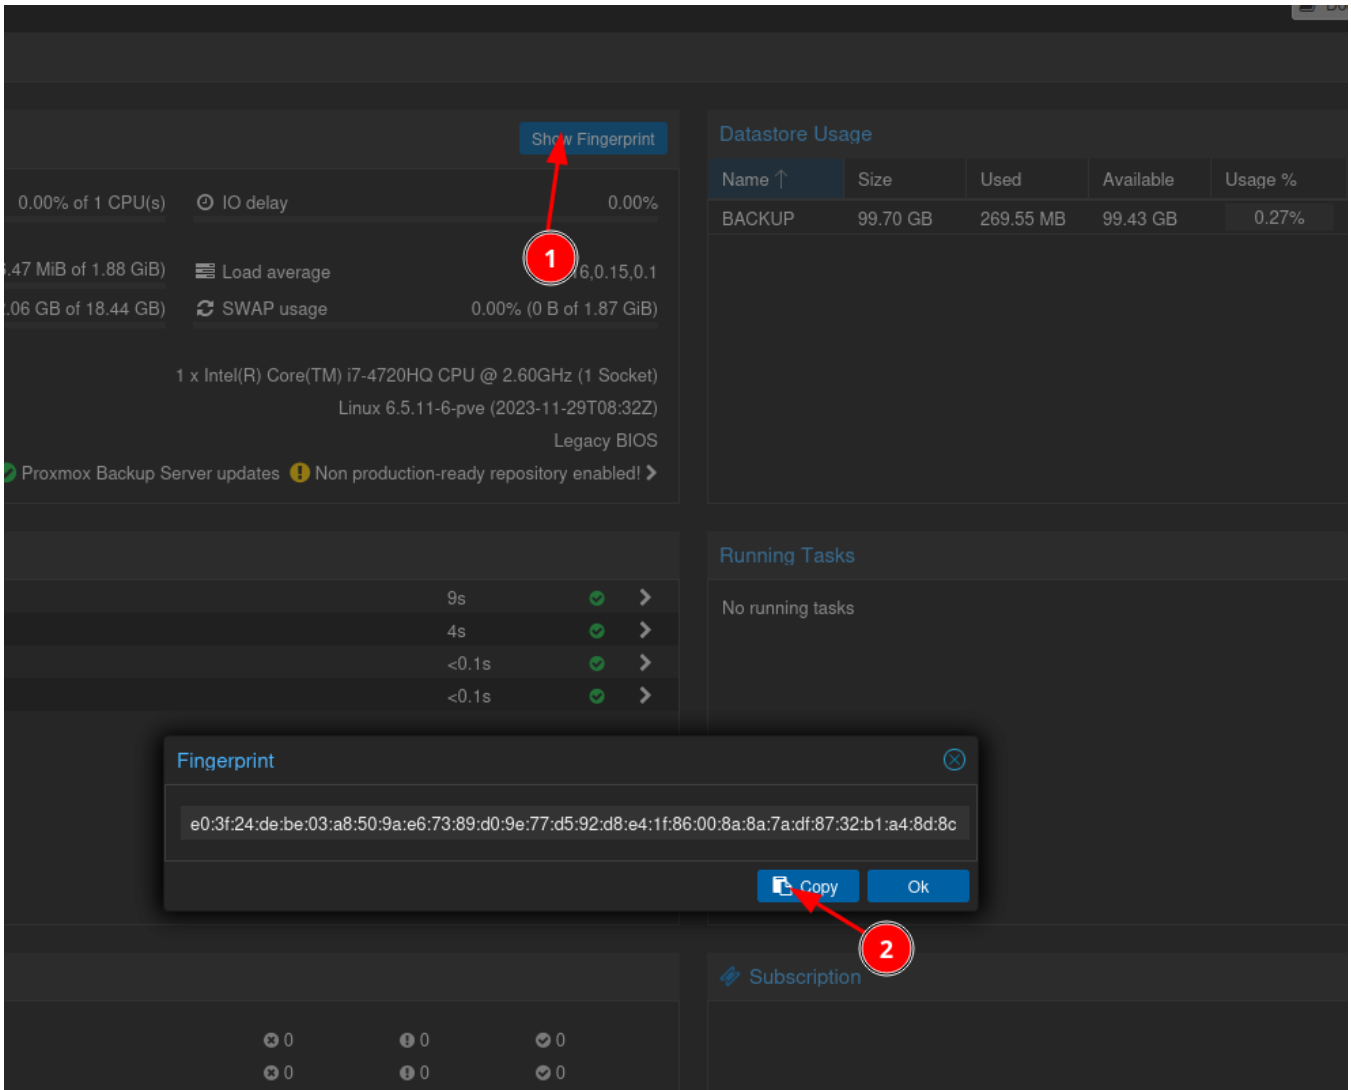 Show Fingerprint
0.00% of 1 CPU(s)
IO delay
0.00%
.47 MiB of 1.88 GiB)
Load average
6,0.15,0.1
.06 GB of 18.44 GB)
SWAP usage
0.00% (0 B of 1.87 GiB)
1 x Intel(R) Core(TM) i7-4720HQ CPU @ 2.60GHz (1 Socket)
Linux 6.5.11-6-pve (2023-11-29T08:32Z)
Legacy BIOS
Proxmox Backup Server updates
Non production-ready repository enabled!
1
Datastore Usage
Name Size Used Available Usage %
BACKUP 99.70 GB 269.55 MB 99.43 GB 0.27%
9s
4s
<0.1s
<0.1s
Running Tasks
No running tasks
Fingerprint
e0:3f:24:de:be:03:a8:50:9a:e6:73:89:d0:9e:77:d5:92:d8:e4:1f:86:00:8a:8a:7a:df:87:32:b1:a4:8d:8c
Copy
Ok
2
Subscription
0 0 0
0 0 0